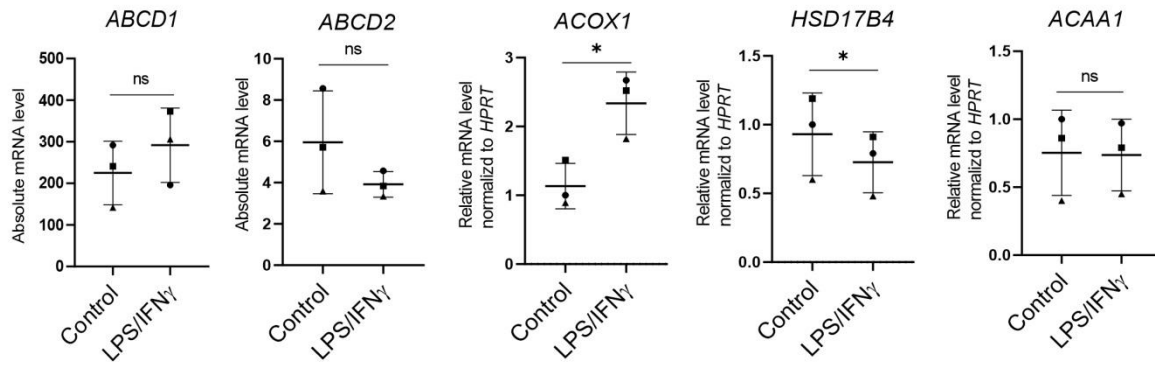 ABCD1
ns
Absolute mRNA level
500
400
300
200
100
0
Control
LPS/IFNγ
ABCD2
ns
Absolute mRNA level
10
8
6
4
2
0
Control
LPS/IFNγ
ACOX1
*
Relative mRNA level
normalizd to HPRT
3
2
1
0
Control
LPS/IFNγ
HSD17B4
*
Relative mRNA level
normalizd to HPRT
1.5
1.0
0.5
0.0
Control
LPS/IFNγ
ACAA1
ns
Relative mRNA level
normalizd to HPRT
1.5
1.0
0.5
0.0
Control
LPS/IFNγ